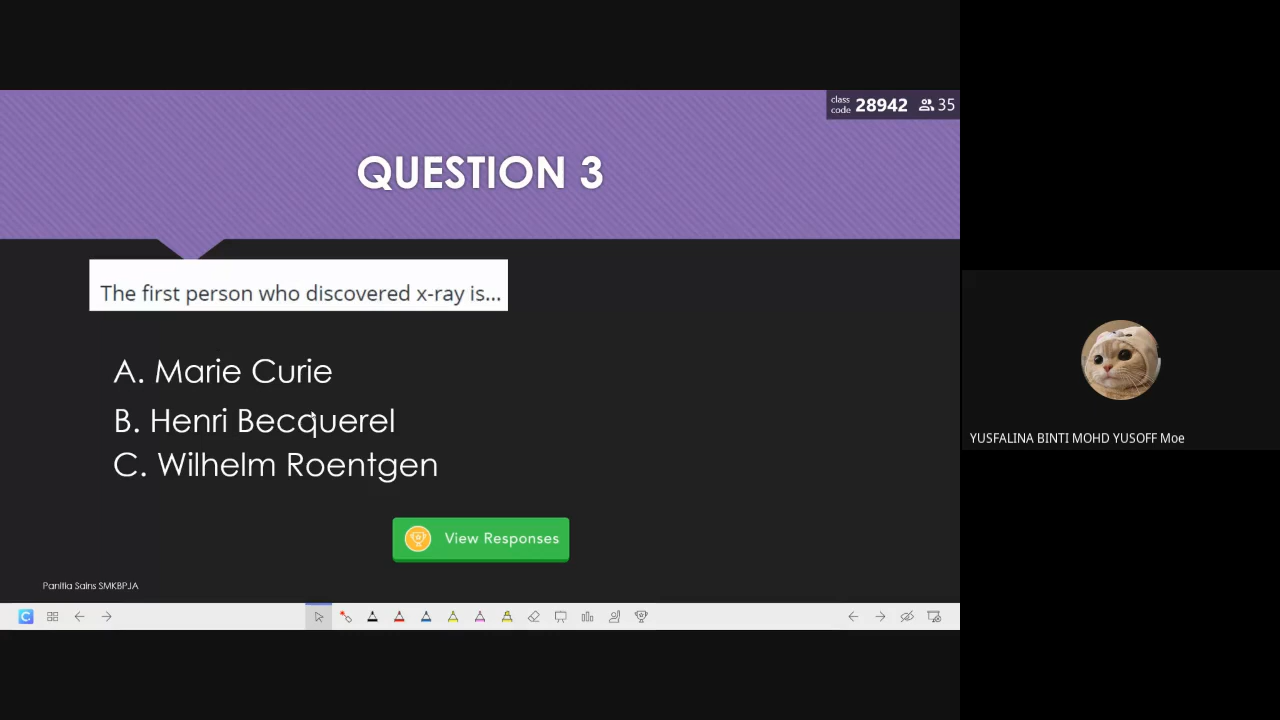 class code 28942 35
QUESTION 3
The first person who discovered x-ray is...
A. Marie Curie
B. Henri Becquerel
C. Wilhelm Roentgen
View Responses
Panitia Sains SMKBPJA
YUSFALINA BINTI MOHD YUSOFF Moe